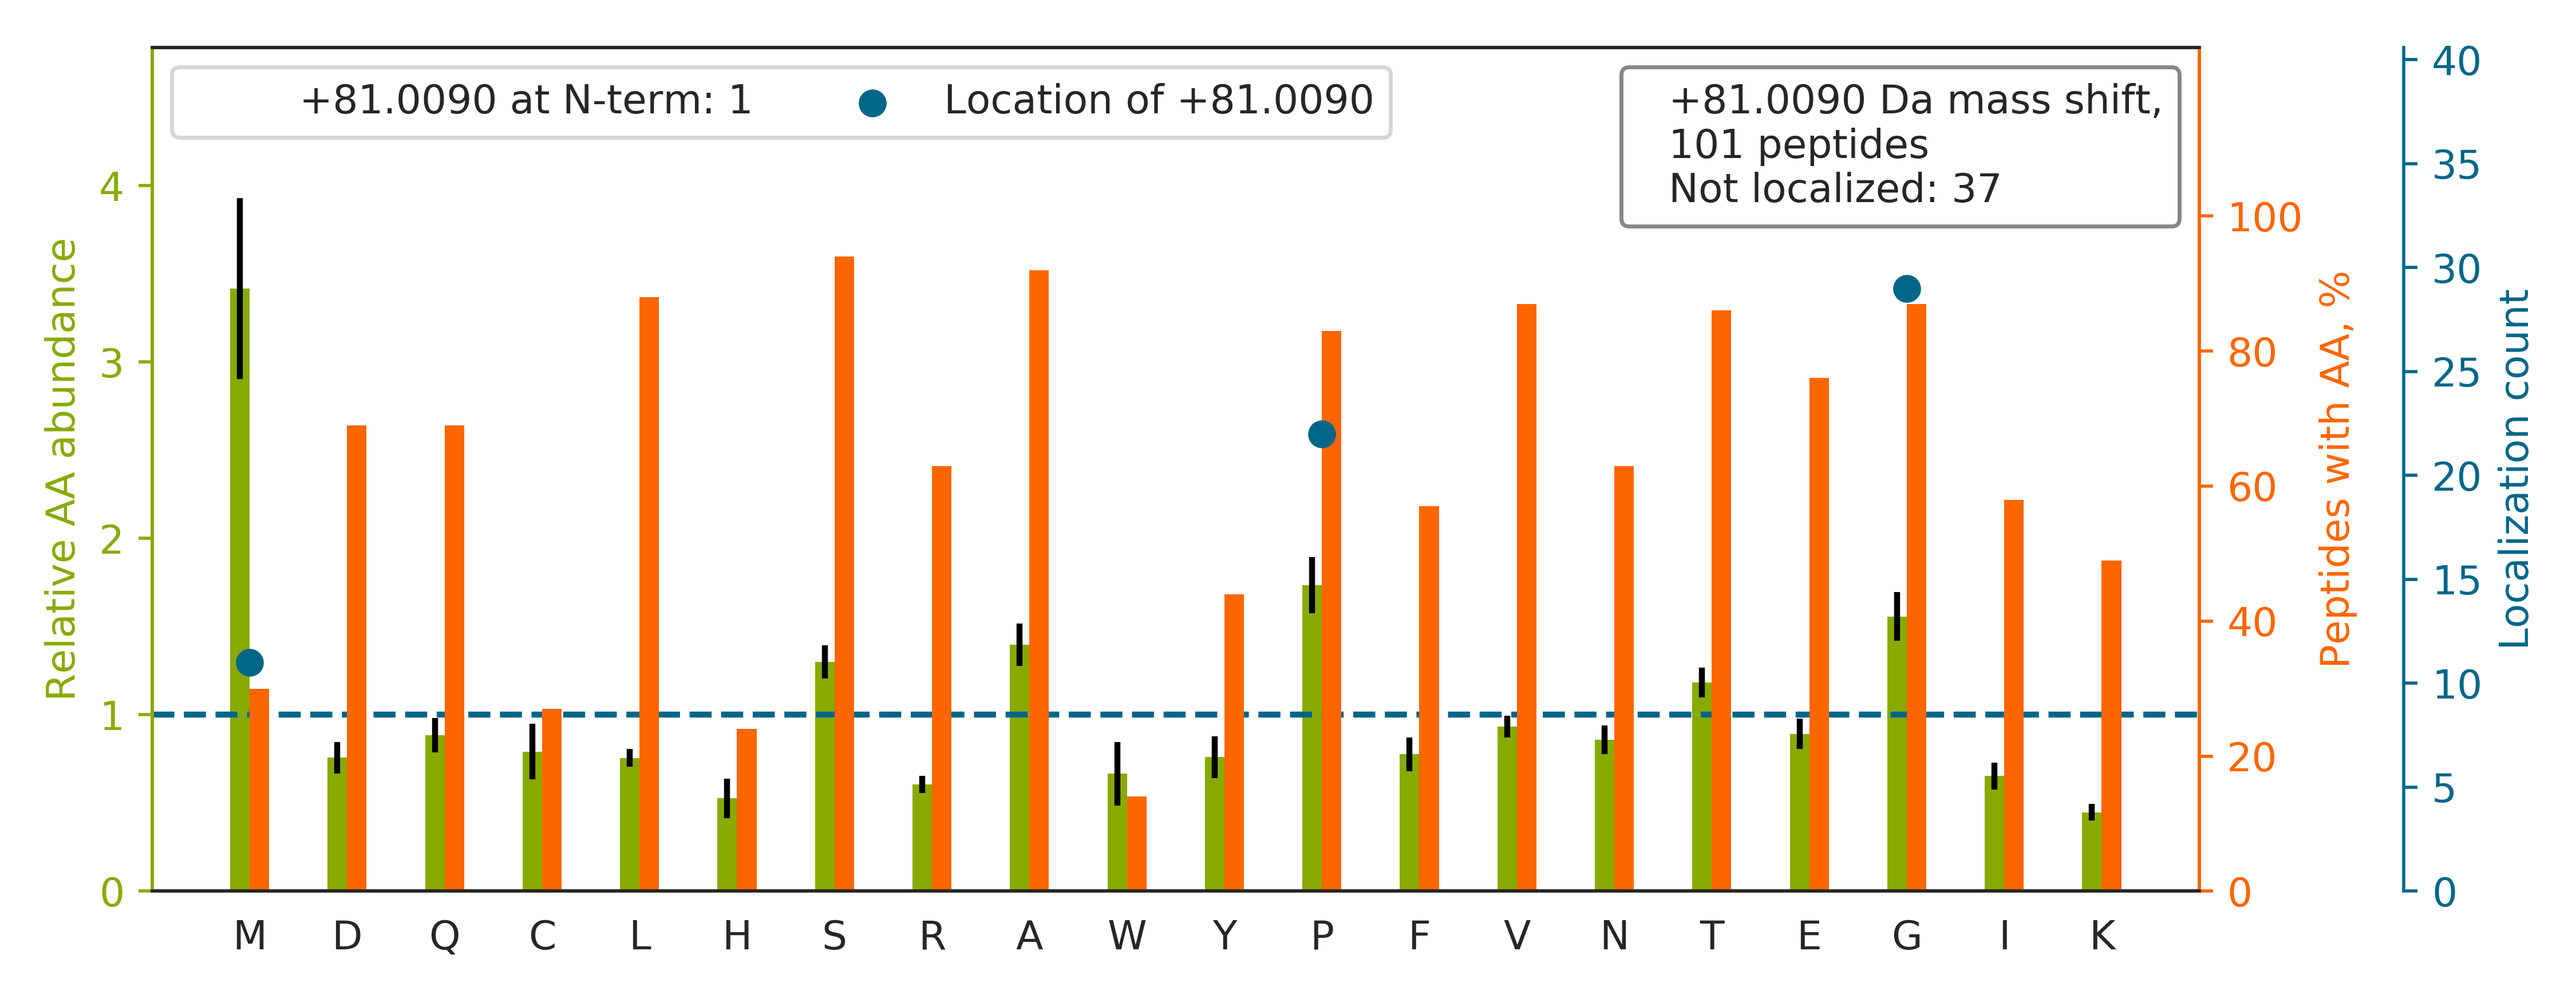 +81.0090 at N-term: 1
Location of +81.0090
+81.0090 Da mass shift,
101 peptides
Not localized: 37
Relative AA abundance
4
3
2
1
0
Peptides with AA, %
100
80
60
40
20
0
Localization count
40
35
30
25
20
15
10
5
0
M D Q C L H S R A W Y P F V N T E G I K